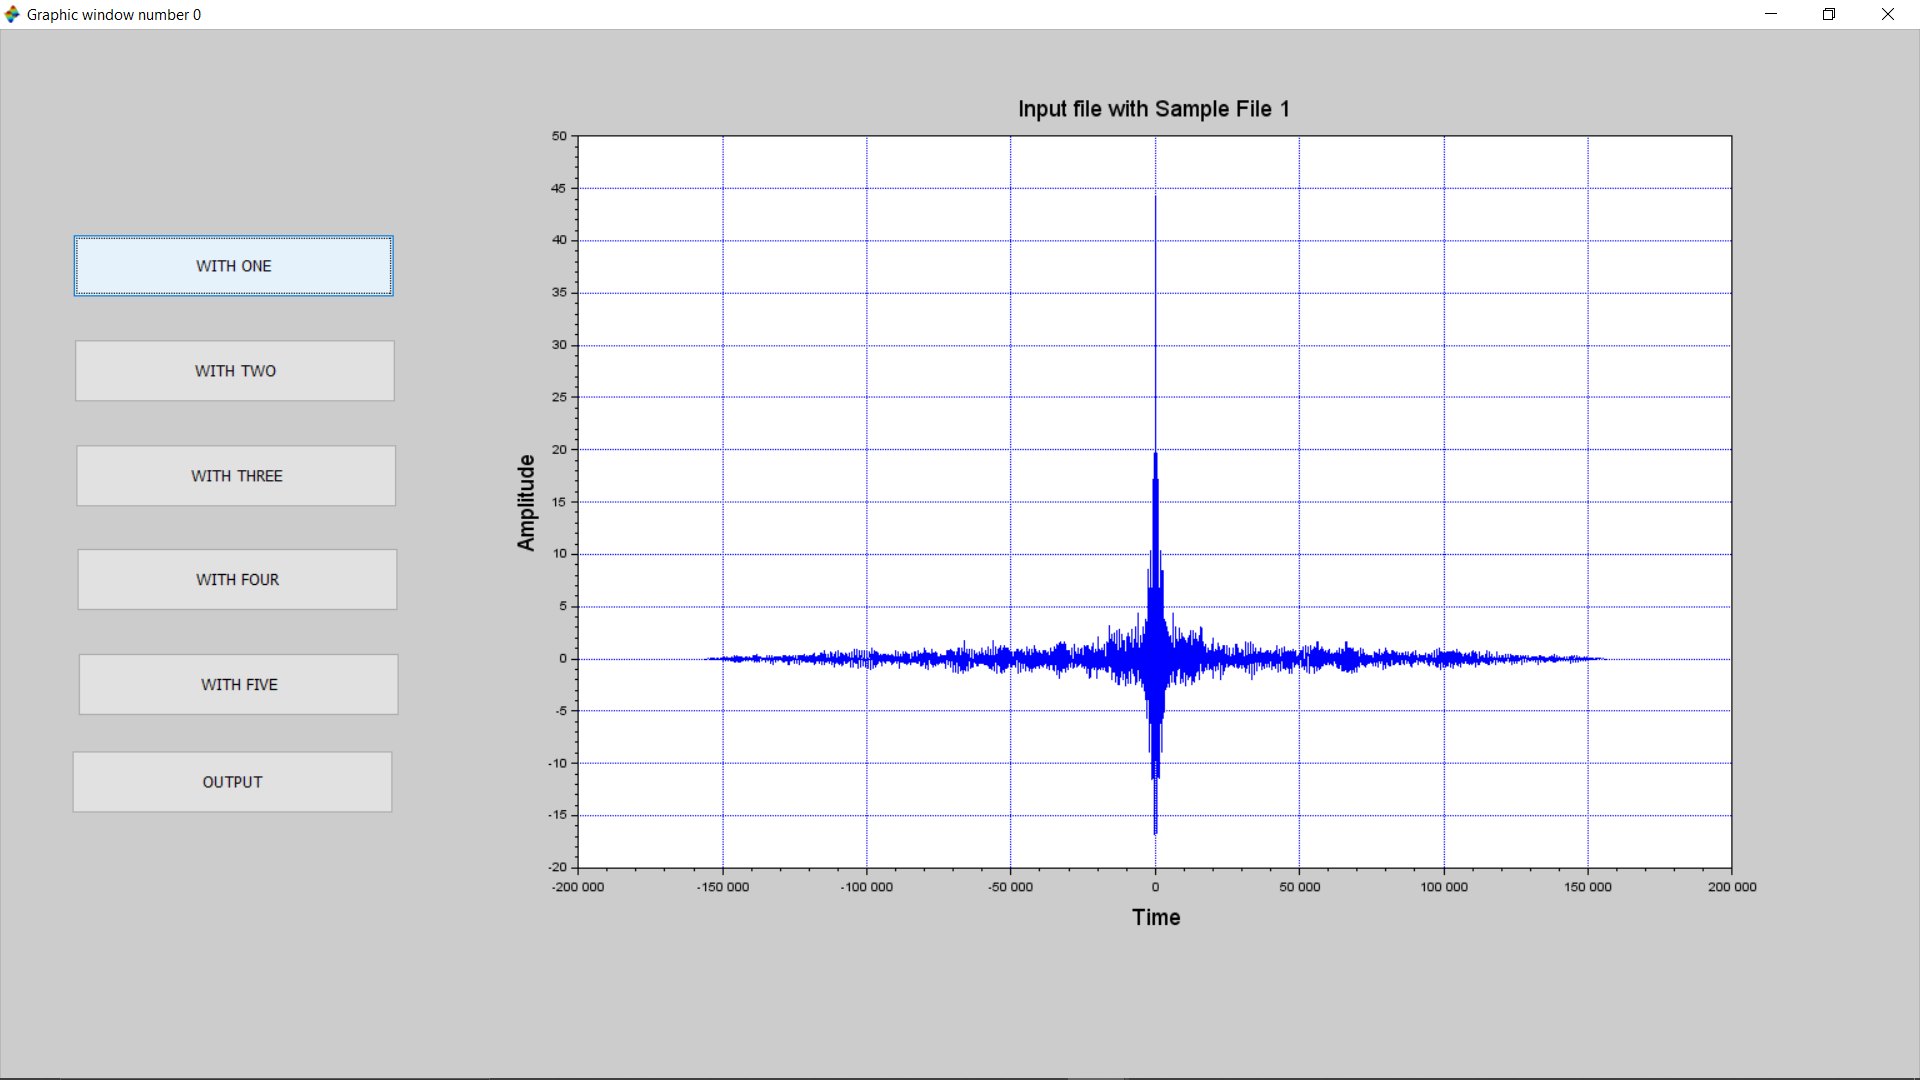 Graphic window number 0
Input file with Sample File 1
WITH ONE
WITH TWO
WITH THREE
WITH FOUR
WITH FIVE
OUTPUT
Amplitude
50
45
40
35
30
25
20
15
10
5
0
-5
-10
-15
-20
-200 000 -150 000 -100 000 -50 000 0 50 000 100 000 150 000 200 000
Time